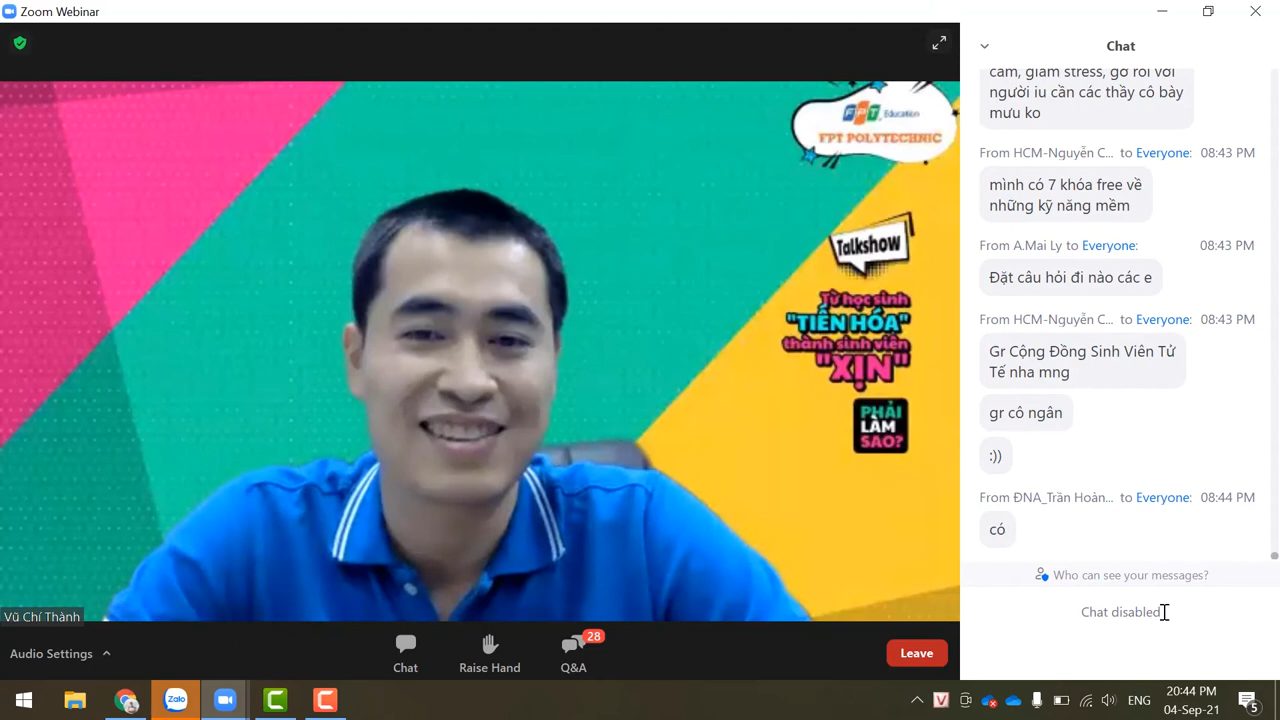 Zoom Webinar
FPT Education
FPT POLYTECHNIC
Talkshow
Từ học sinh
"TIẾN HÓA"
thành sinh viên
"XỊN"
PHẢI
LÀM
SAO?
Vũ Chí Thành
Audio Settings
Chat
Raise Hand
28
Q&A
Leave
Chat
cảm, giảm stress, gỡ rối với
người iu cần các thầy cô bày
mưu ko
From HCM-Nguyễn C... to Everyone: 08:43 PM
mình có 7 khóa free về
những kỹ năng mềm
From A.Mai Ly to Everyone: 08:43 PM
Đặt câu hỏi đi nào các e
From HCM-Nguyễn C... to Everyone: 08:43 PM
Gr Cộng Đồng Sinh Viên Tử
Tế nha mng
gr cô ngân
:))
From ĐNA_Trần Hoàn... to Everyone: 08:44 PM
có
Who can see your messages?
Chat disabled
Zalo
ENG
20:44 PM
04-Sep-21
5